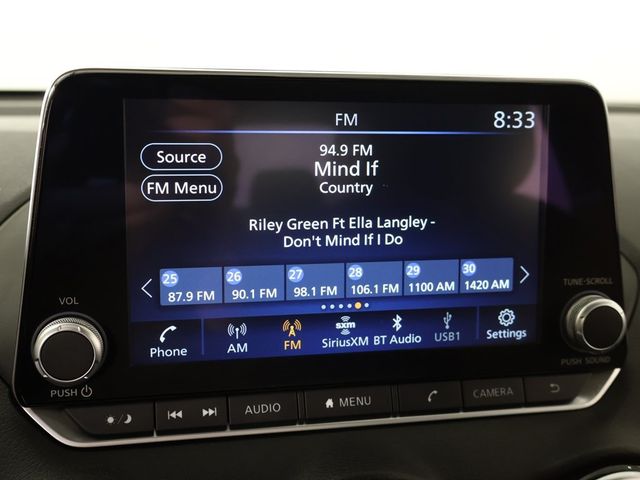 FM
8:33
Source
FM Menu
94.9 FM
Mind If
Country
Riley Green Ft Ella Langley -
Don't Mind If I Do
25 26 27 28 29 30
87.9 FM 90.1 FM 98.1 FM 106.1 FM 1100 AM 1420 AM
Phone AM FM sxm SiriusXM BT Audio USB1 Settings
VOL
PUSH
TUNE·SCROLL
PUSH SOUND
AUDIO MENU CAMERA